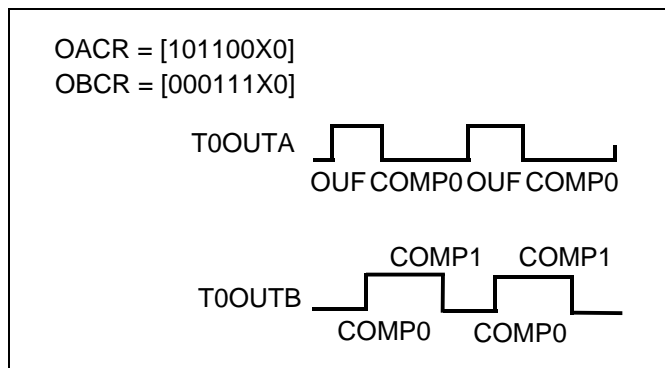 OACR = [101100X0]
OBCR = [000111X0]
T0OUTA
OUF COMP0 OUF COMP0
COMP1 COMP1
T0OUTB
COMP0 COMP0